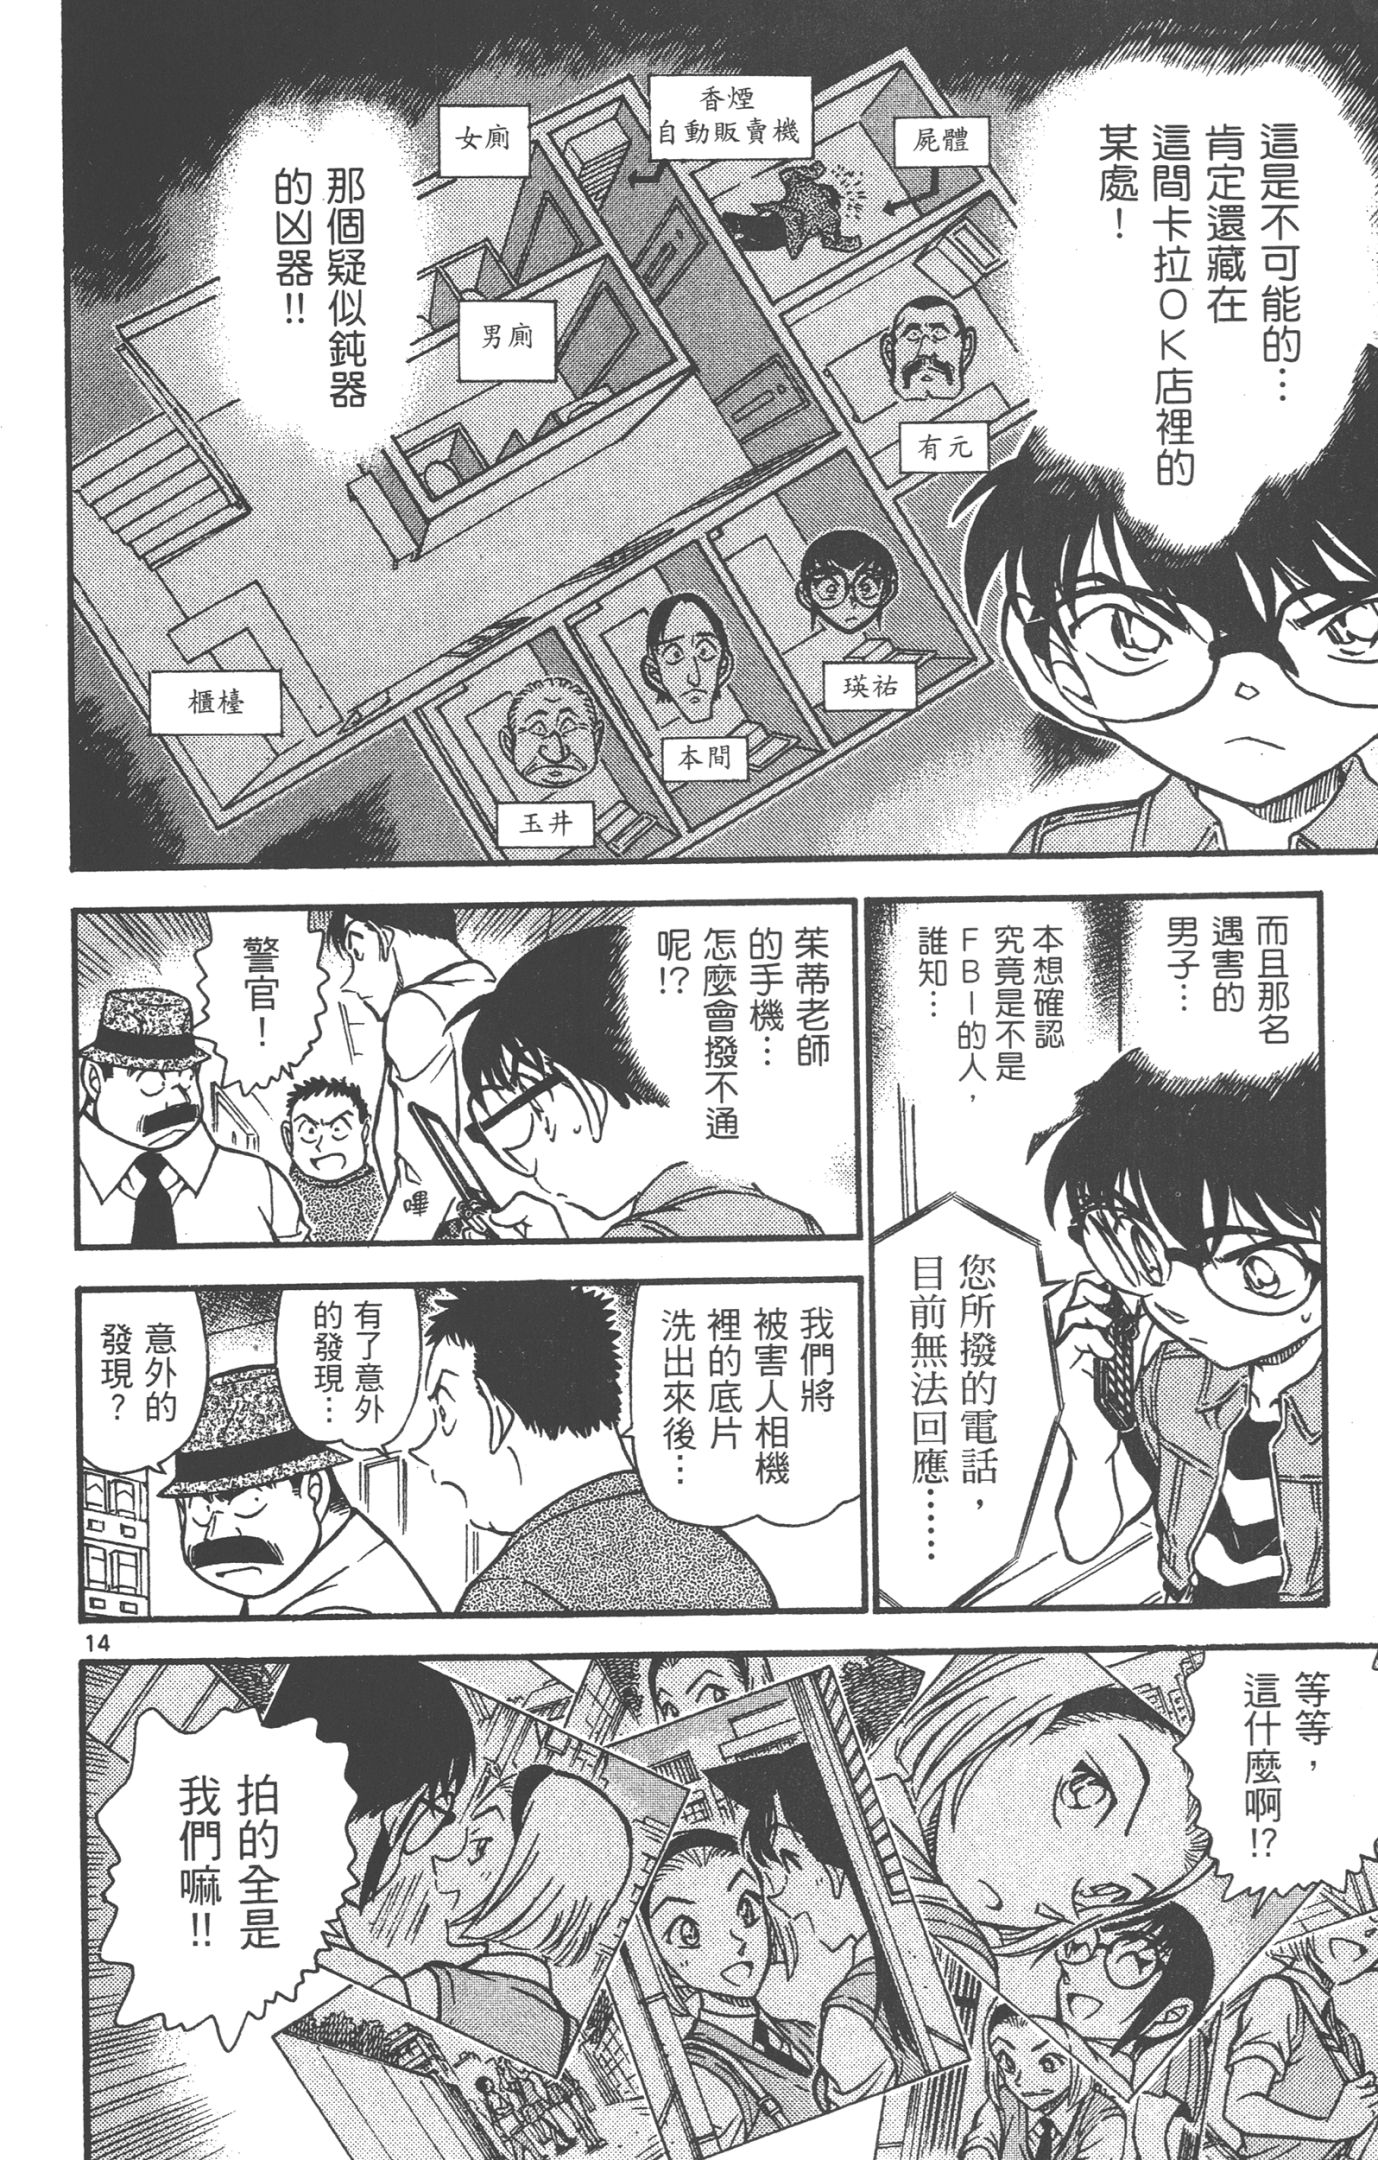 這是不可能的…
肯定還藏在
這間卡拉OK店裡的
某處！
屍體
香煙
自動販賣機
女廁
男廁
有元
瑛祐
本間
玉井
櫃檯
那個疑似鈍器
的凶器!!
而且那名
遇害的
男子…
本想確認
究竟是不是
FBI的人，
誰知…
您所撥的電話，
目前無法回應……
茱蒂老師
的手機…
怎麼會撥不通
呢!?
嗶
警官！
我們將
被害人相機
裡的底片
洗出來後…
有了意外
的發現…
意外的
發現？
14
等等，
這什麼啊!?
拍的全是
我們嘛!!